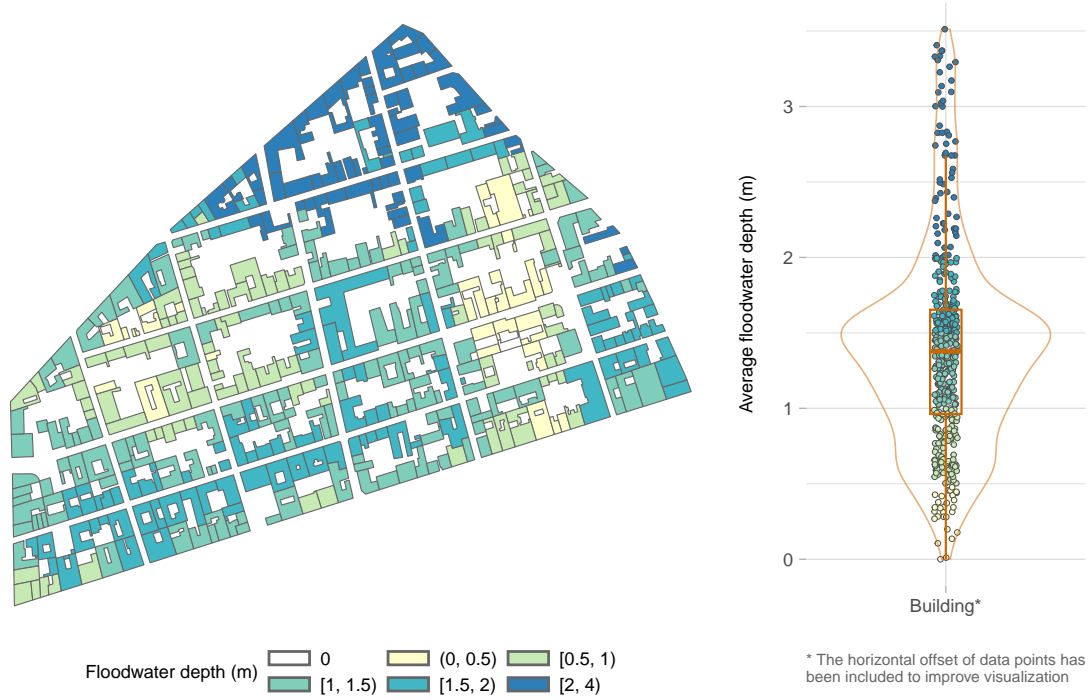 3
2
1
0
Average floodwater depth (m)
Building*
Floodwater depth (m)
0
(0, 0.5)
[0.5, 1)
[1, 1.5)
[1.5, 2)
[2, 4)
* The horizontal offset of data points has
been included to improve visualization